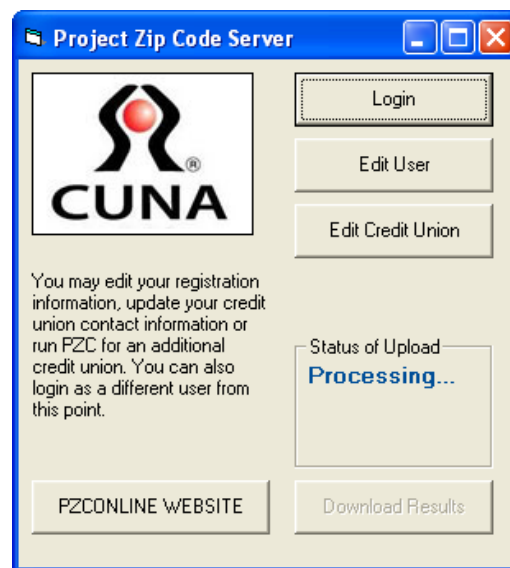 Project Zip Code Server
Login
®
CUNA
Edit User
Edit Credit Union
You may edit your registration
information, update your credit
union contact information or
run PZC for an additional
credit union. You can also
login as a different user from
this point.
Status of Upload
Processing...
PZCONLINE WEBSITE
Download Results